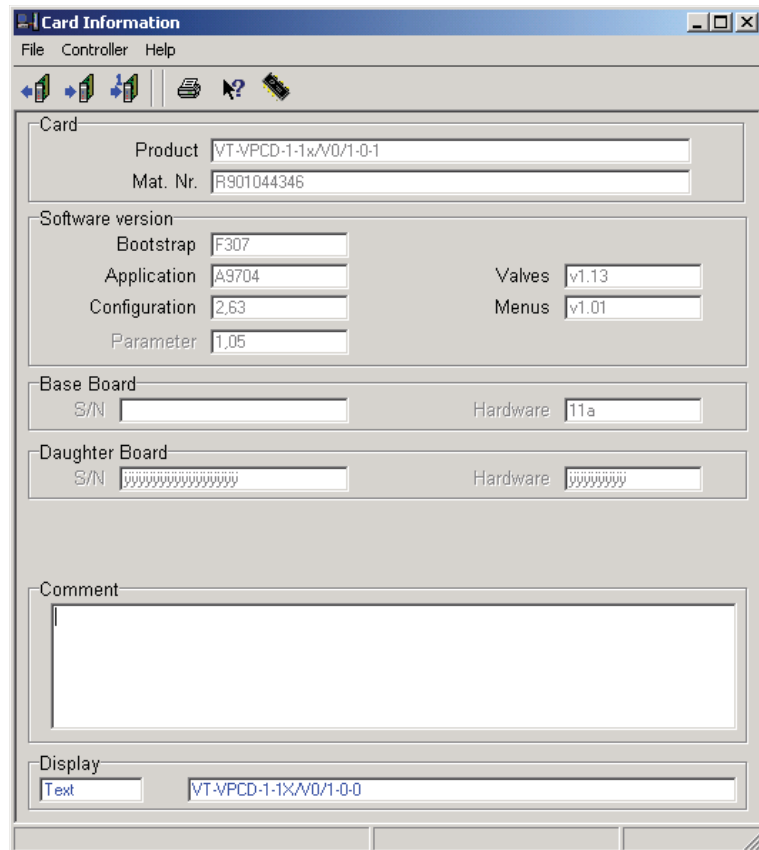 Card Information
File Controller Help
1
Card
Product VT-VPCD-1-1x/V0/1-0-1
Mat. Nr. R901044346
Software version
Bootstrap F307
Application A9704 Valves v1.13
Configuration 2,63 Menus v1.01
Parameter 1,05
Base Board
S/N Hardware 11a
Daughter Board
S/N ÿÿÿÿÿÿÿÿÿÿÿÿÿÿÿÿ Hardware ÿÿÿÿÿÿÿÿ
Comment
Display
Text VT-VPCD-1-1X/V0/1-0-0